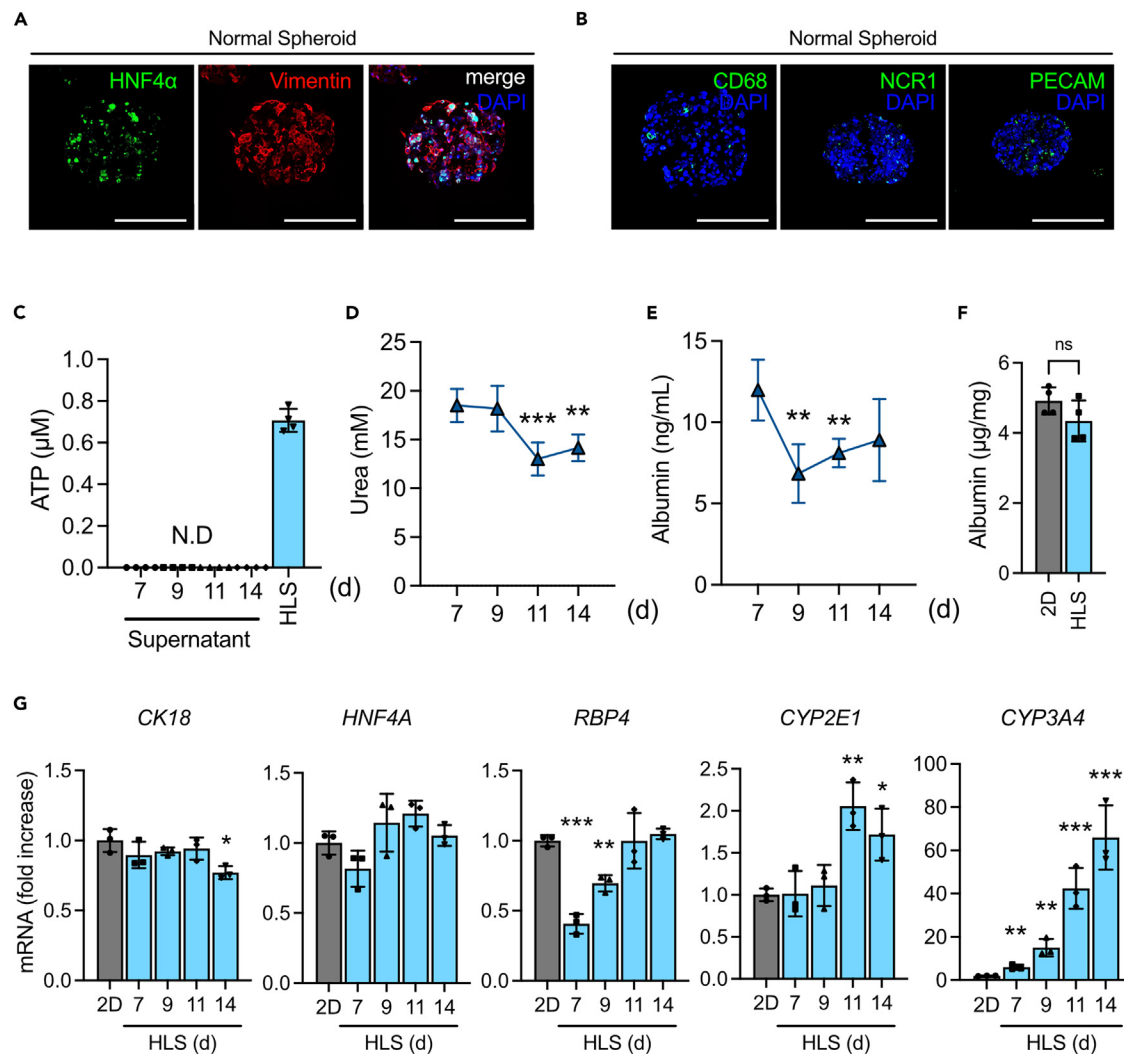 A
Normal Spheroid
HNF4α
Vimentin
merge
DAPI
B
Normal Spheroid
CD68
DAPI
NCR1
DAPI
PECAM
DAPI
C
ATP (µM)
1.0
0.8
0.6
0.4
0.2
0.0
N.D
7 9 11 14 HLS (d)
Supernatant
D
Urea (mM)
25
20
15
10
5
0
*** **
7 9 11 14 (d)
E
Albumin (ng/mL)
15
10
5
0
** **
7 9 11 14 (d)
F
Albumin (µg/mg)
ns
6
4
2
0
2D HLS
G
mRNA (fold increase)
CK18
1.5
1.0
0.5
0.0
*
2D 7 9 11 14
HLS (d)
HNF4A
1.5
1.0
0.5
0.0
2D 7 9 11 14
HLS (d)
RBP4
1.5
1.0
0.5
0.0
*** **
2D 7 9 11 14
HLS (d)
CYP2E1
2.5
2.0
1.5
1.0
0.5
0.0
** *
2D 7 9 11 14
HLS (d)
CYP3A4
100
80
60
40
20
0
** ** *** ***
2D 7 9 11 14
HLS (d)